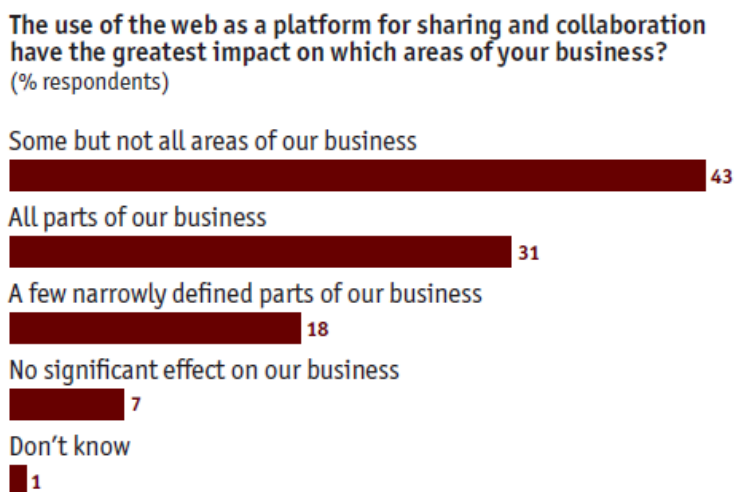 The use of the web as a platform for sharing and collaboration
have the greatest impact on which areas of your business?
(% respondents)
Some but not all areas of our business
43
All parts of our business
31
A few narrowly defined parts of our business
18
No significant effect on our business
7
Don’t know
1